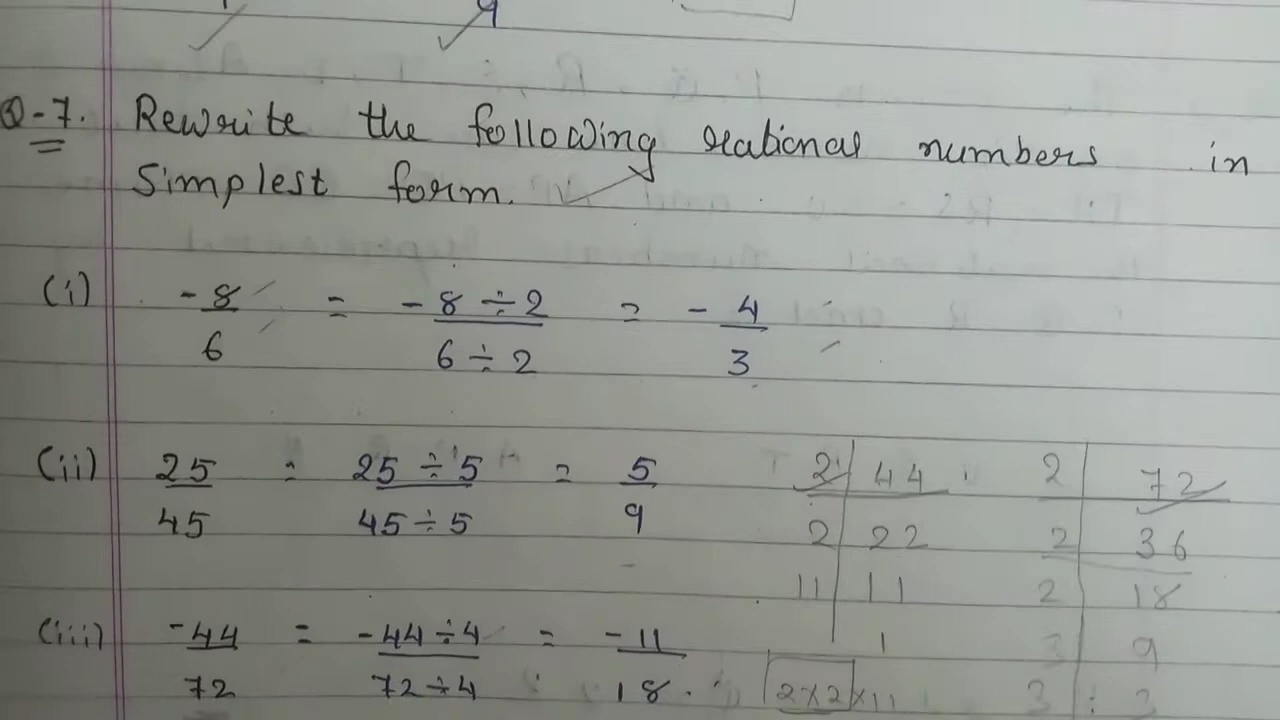 9
Q-7. Rewrite the following rational numbers in
Simplest form.
(i) -8/6 = -8÷2/6÷2 = -4/3
(ii) 25/45 = 25÷5/45÷5 = 5/9
(iii) -44/72 = -44÷4/72÷4 = -11/18.
2 | 44
2 | 22
11 | 11
1
2×2×11
2 | 72
2 | 36
2 | 18
3 | 9
3 | 3